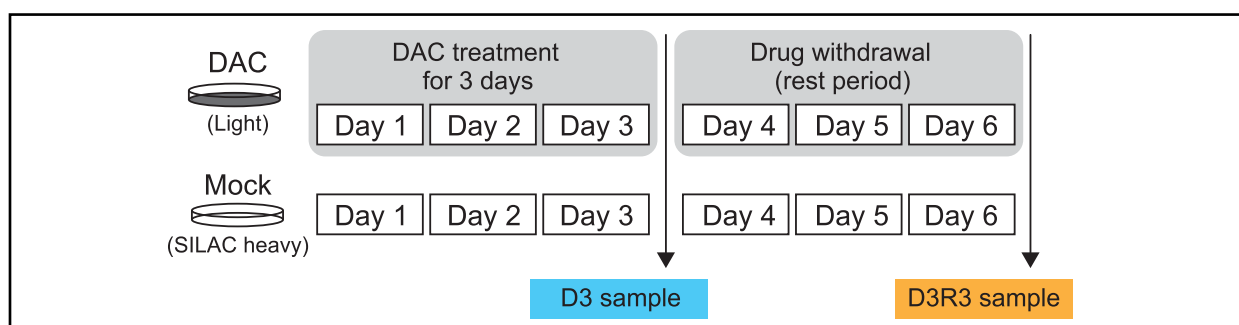 DAC
(Light)
DAC treatment
for 3 days
Day 1 Day 2 Day 3
Drug withdrawal
(rest period)
Day 4 Day 5 Day 6
Mock
(SILAC heavy)
Day 1 Day 2 Day 3
Day 4 Day 5 Day 6
D3 sample
D3R3 sample